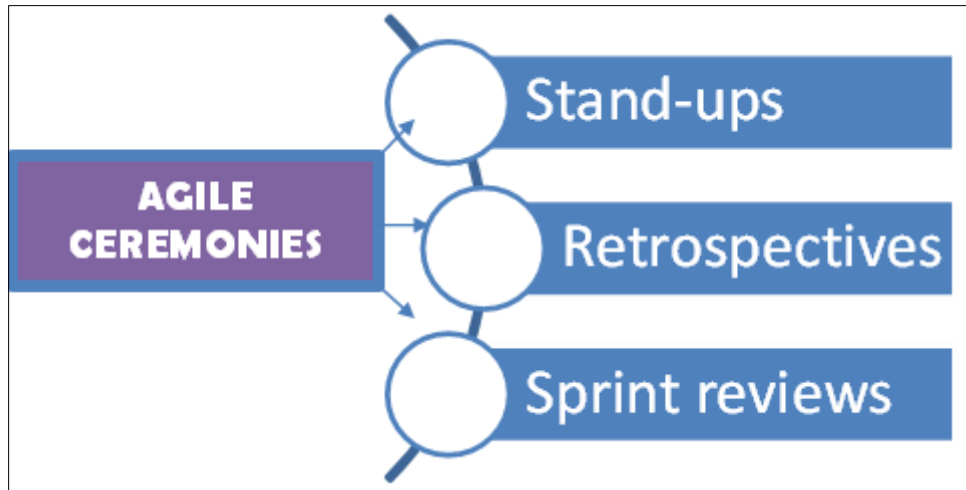 AGILE
CEREMONIES
Stand-ups
Retrospectives
Sprint reviews